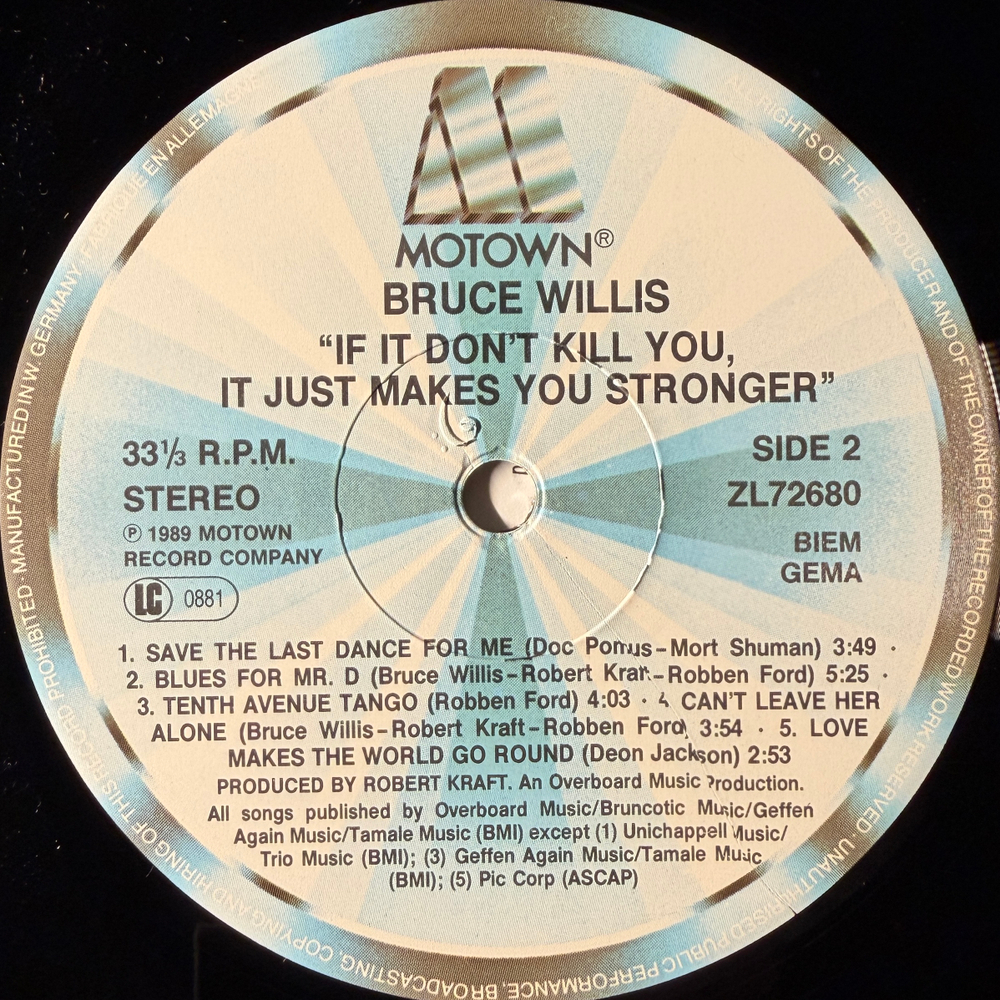 MOTOWN®
BRUCE WILLIS
“IF IT DON'T KILL YOU,
IT JUST MAKES YOU STRONGER”
33⅓ R.P.M.
STEREO
℗ 1989 MOTOWN
RECORD COMPANY
LC 0881
SIDE 2
ZL72680
BIEM
GEMA
1. SAVE THE LAST DANCE FOR ME (Doc Pomus–Mort Shuman) 3:49 ·
2. BLUES FOR MR. D (Bruce Willis–Robert Kraft–Robben Ford) 5:25 ·
3. TENTH AVENUE TANGO (Robben Ford) 4:03 · 4. CAN'T LEAVE HER
ALONE (Bruce Willis–Robert Kraft–Robben Ford) 3:54 · 5. LOVE
MAKES THE WORLD GO ROUND (Deon Jackson) 2:53
PRODUCED BY ROBERT KRAFT. An Overboard Music Production.
All songs published by Overboard Music/Bruncotic Music/Geffen
Again Music/Tamale Music (BMI) except (1) Unichappell Music/
Trio Music (BMI); (3) Geffen Again Music/Tamale Music
(BMI); (5) Pic Corp (ASCAP)
ALL RIGHTS OF THE PRODUCER AND OF THE OWNER OF THE RECORDED WORK RESERVED · UNAUTHORISED PUBLIC PERFORMANCE, BROADCASTING, COPYING AND HIRING OF THIS RECORD PROHIBITED · MANUFACTURED IN W. GERMANY · FABRIQUE EN ALLEMAGNE